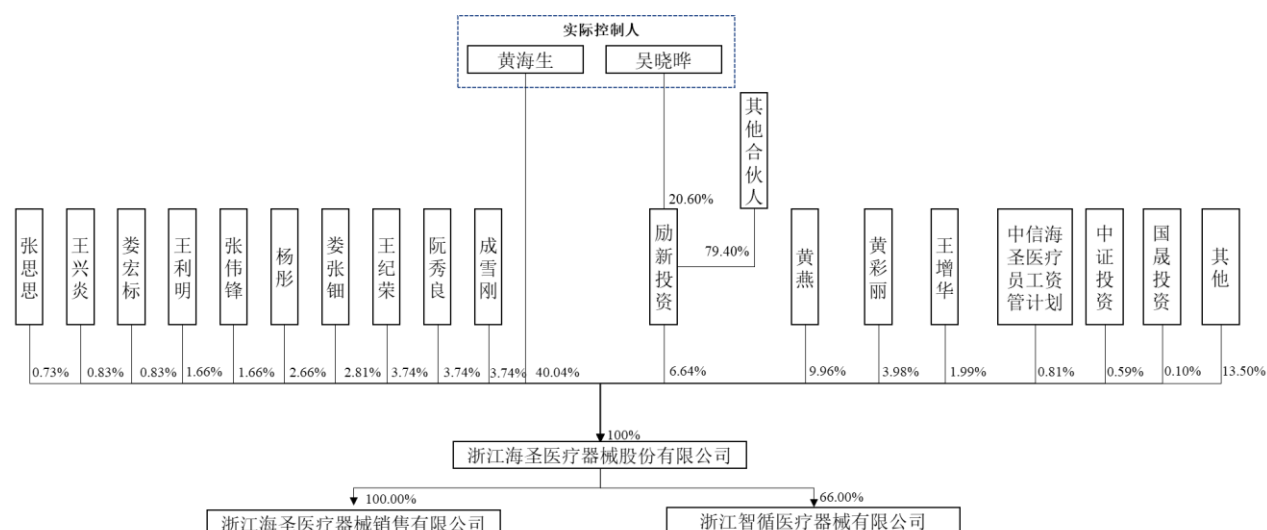 实际控制人
黄海生
吴晓晔
其他合伙人
20.60%
79.40%
张思思
王兴炎
娄宏标
王利明
张伟锋
杨彤
娄张钿
王纪荣
阮秀良
成雪刚
励新投资
黄燕
黄彩丽
王增华
中信海
圣医疗
员工资
管计划
中证投资
国晟投资
其他
0.73%
0.83%
0.83%
1.66%
1.66%
2.66%
2.81%
3.74%
3.74%
3.74%
40.04%
6.64%
9.96%
3.98%
1.99%
0.81%
0.59%
0.10%
13.50%
100%
浙江海圣医疗器械股份有限公司
100.00%
66.00%
浙江海圣医疗器械销售有限公司
浙江智循医疗器械有限公司